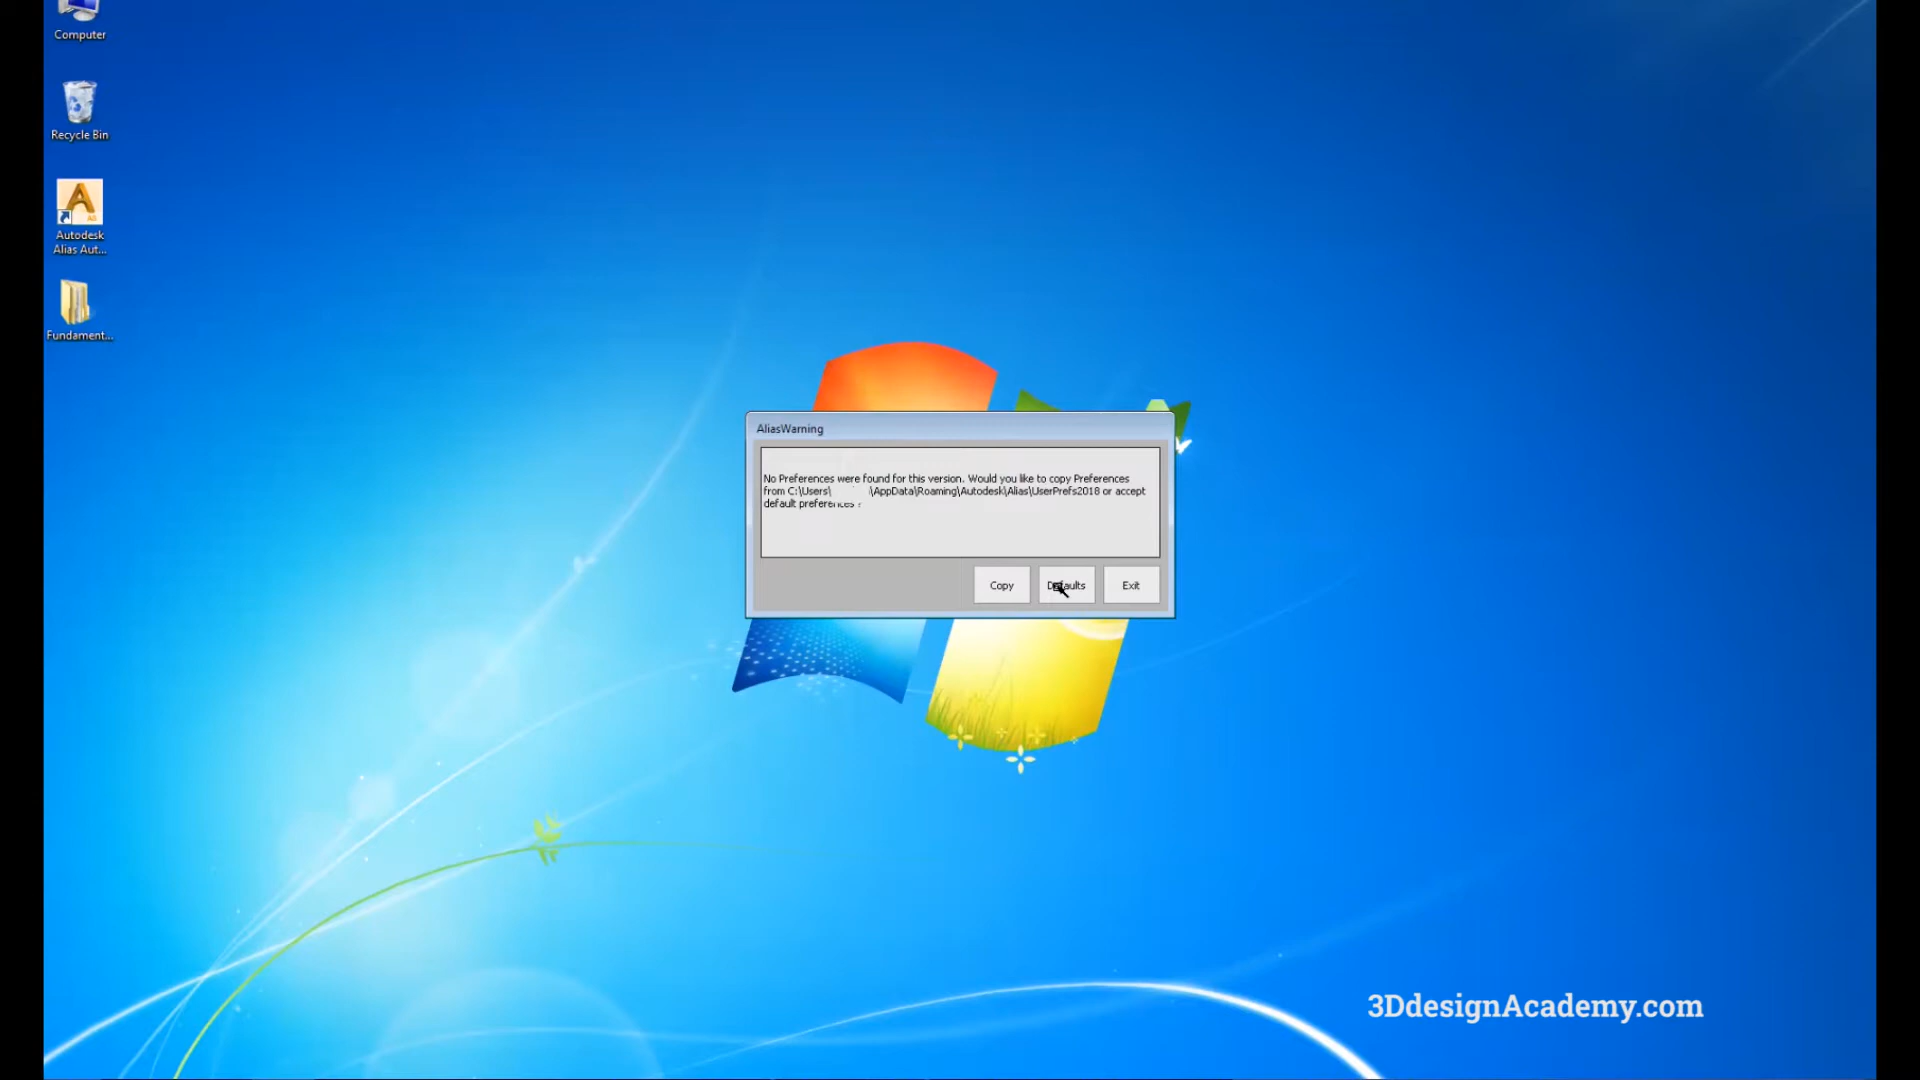 Computer
Recycle Bin
Autodesk
Alias Aut...
Fundament...
AliasWarning
No Preferences were found for this version. Would you like to copy Preferences
from C:\Users\ \AppData\Roaming\Autodesk\Alias\UserPrefs2018 or accept
default preferences ?
Copy
Defaults
Exit
3DdesignAcademy.com